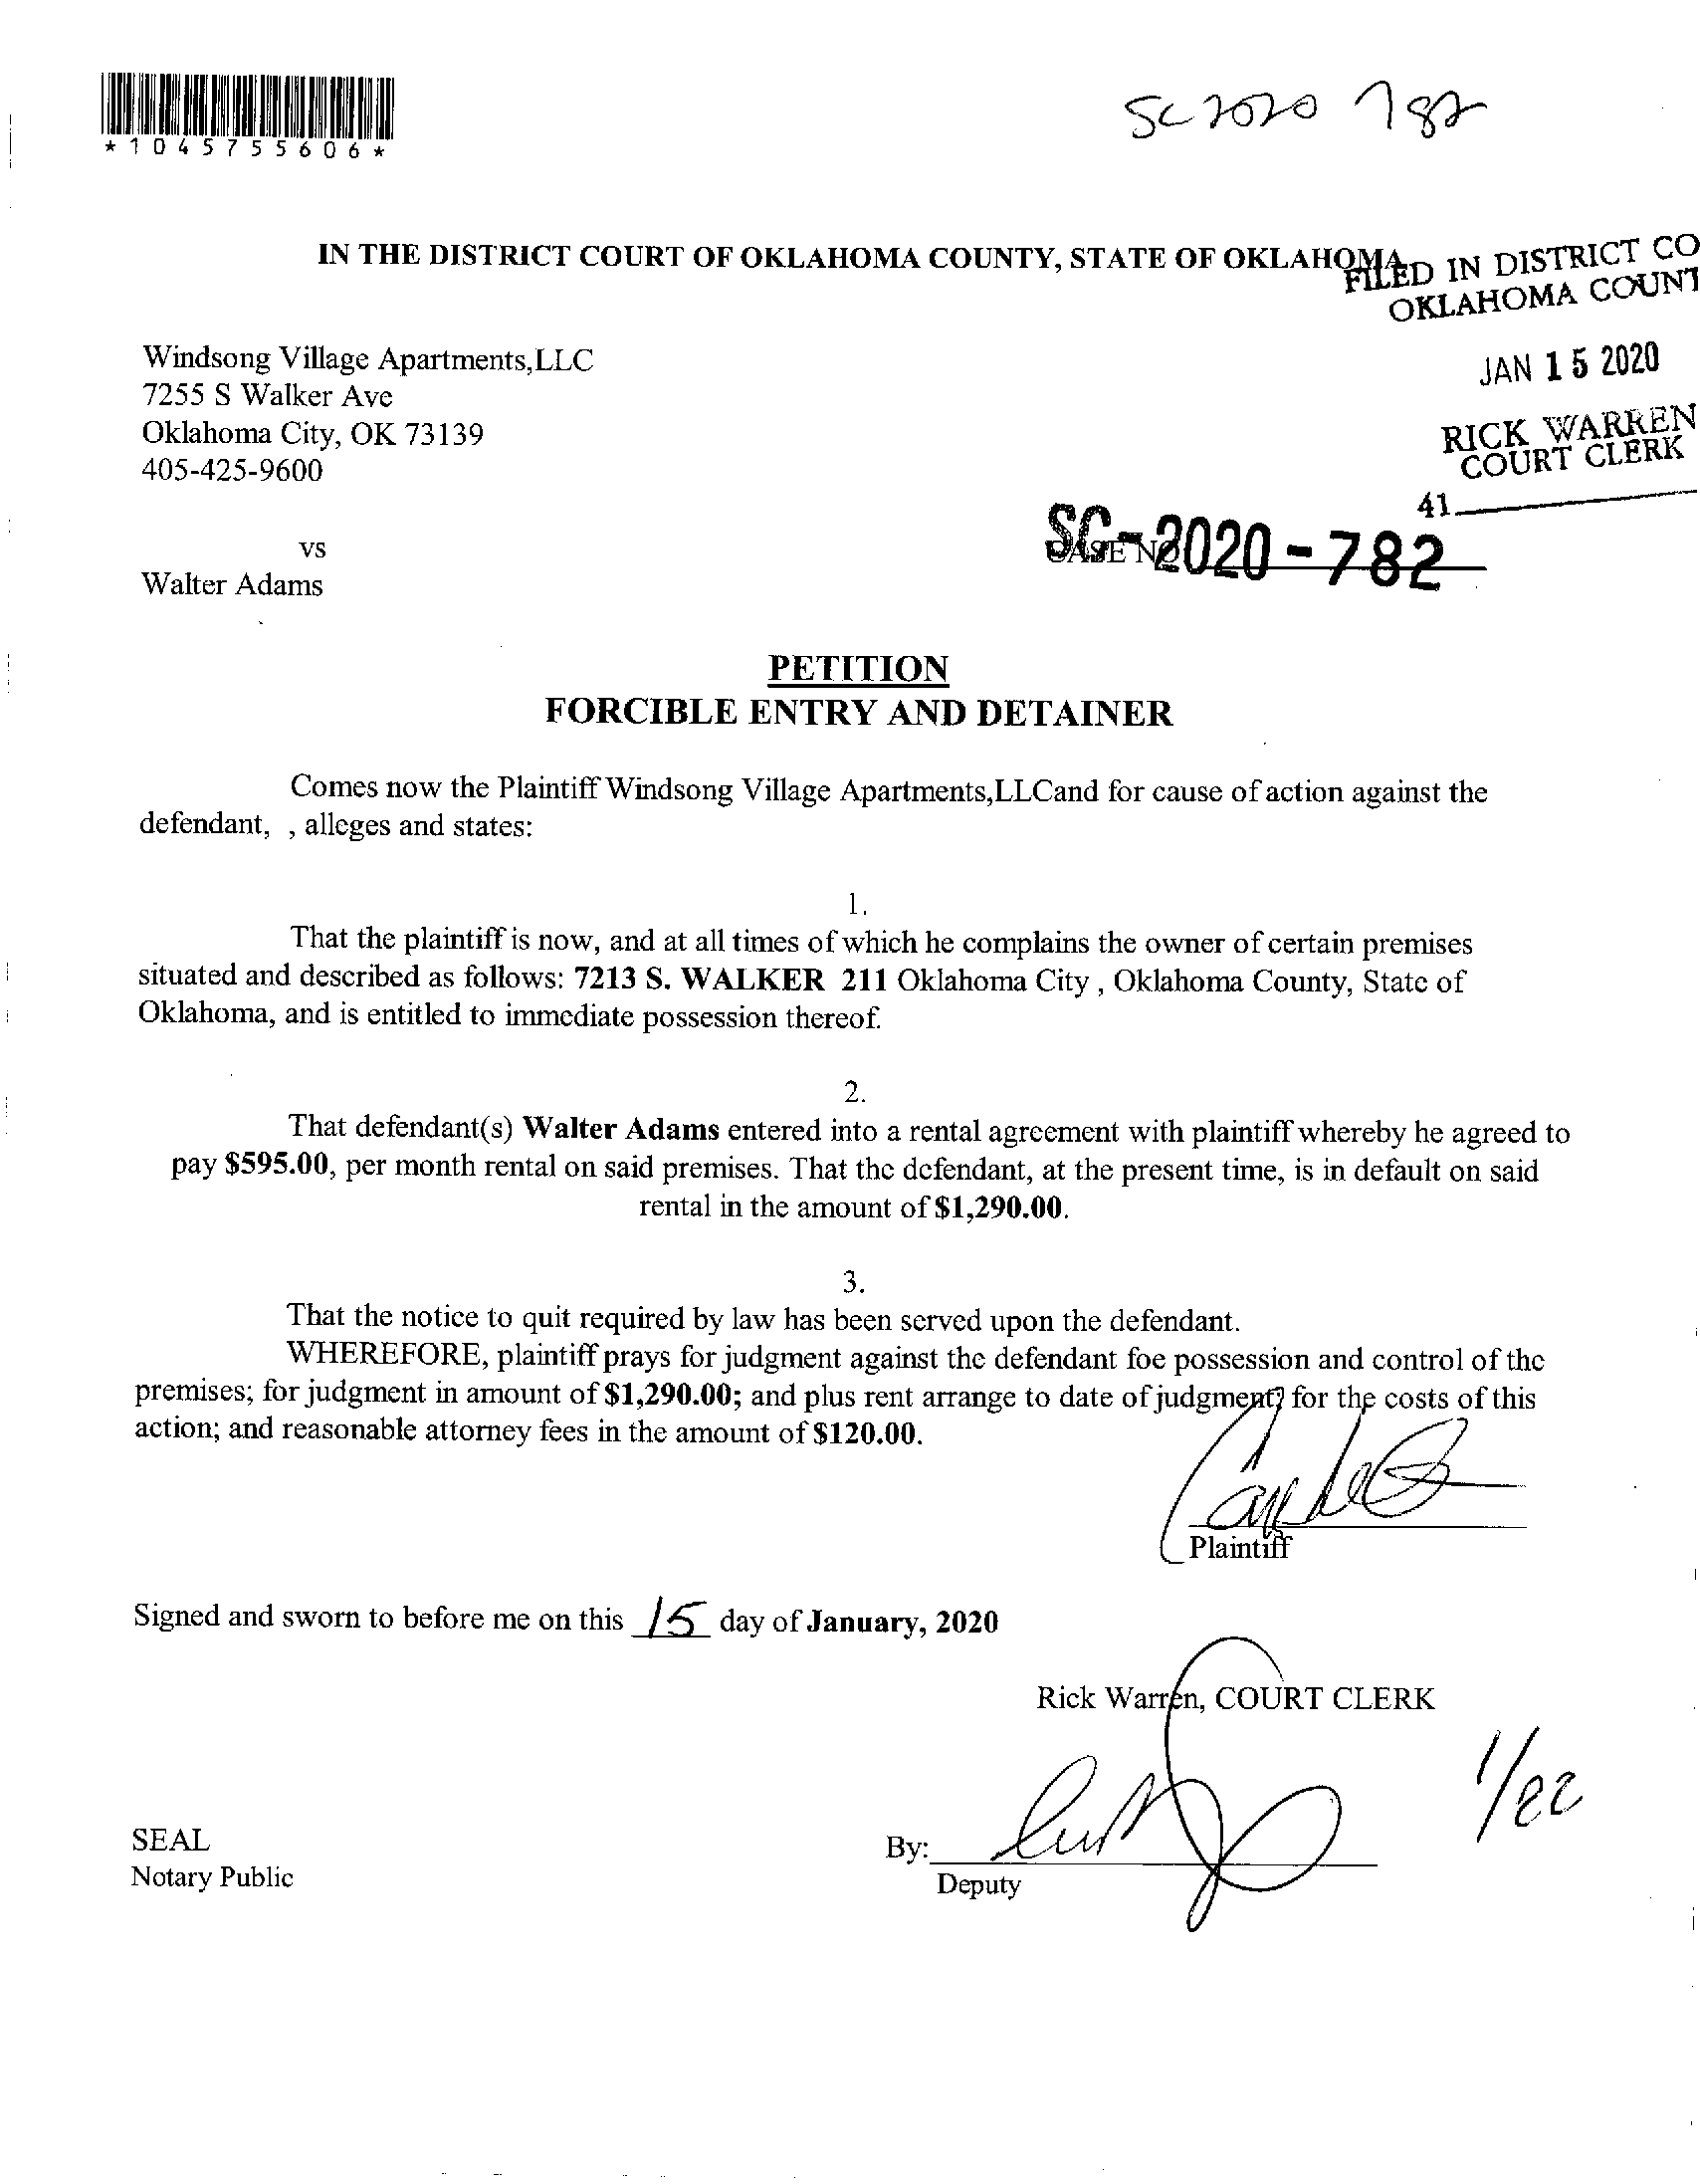 *1045755606*
SC 2020 782
IN THE DISTRICT COURT OF OKLAHOMA COUNTY, STATE OF OKLAHOMA
FILED IN DISTRICT CO
OKLAHOMA COUNT
JAN 15 2020
RICK WARREN
COURT CLERK
41
Windsong Village Apartments,LLC
7255 S Walker Ave
Oklahoma City, OK 73139
405-425-9600
vs
Walter Adams
CASE NO
SC-2020-782
PETITION
FORCIBLE ENTRY AND DETAINER
Comes now the Plaintiff Windsong Village Apartments,LLCand for cause of action against the
defendant, , alleges and states:
1.
That the plaintiff is now, and at all times of which he complains the owner of certain premises
situated and described as follows: 7213 S. WALKER 211 Oklahoma City , Oklahoma County, State of
Oklahoma, and is entitled to immediate possession thereof.
2.
That defendant(s) Walter Adams entered into a rental agreement with plaintiff whereby he agreed to
pay $595.00, per month rental on said premises. That the defendant, at the present time, is in default on said
rental in the amount of $1,290.00.
3.
That the notice to quit required by law has been served upon the defendant.
WHEREFORE, plaintiff prays for judgment against the defendant foe possession and control of the
premises; for judgment in amount of $1,290.00; and plus rent arrange to date of judgment; for the costs of this
action; and reasonable attorney fees in the amount of $120.00.
Plaintiff
Signed and sworn to before me on this 15 day of January, 2020
Rick Warren, COURT CLERK
1/22
SEAL
Notary Public
By:
Deputy